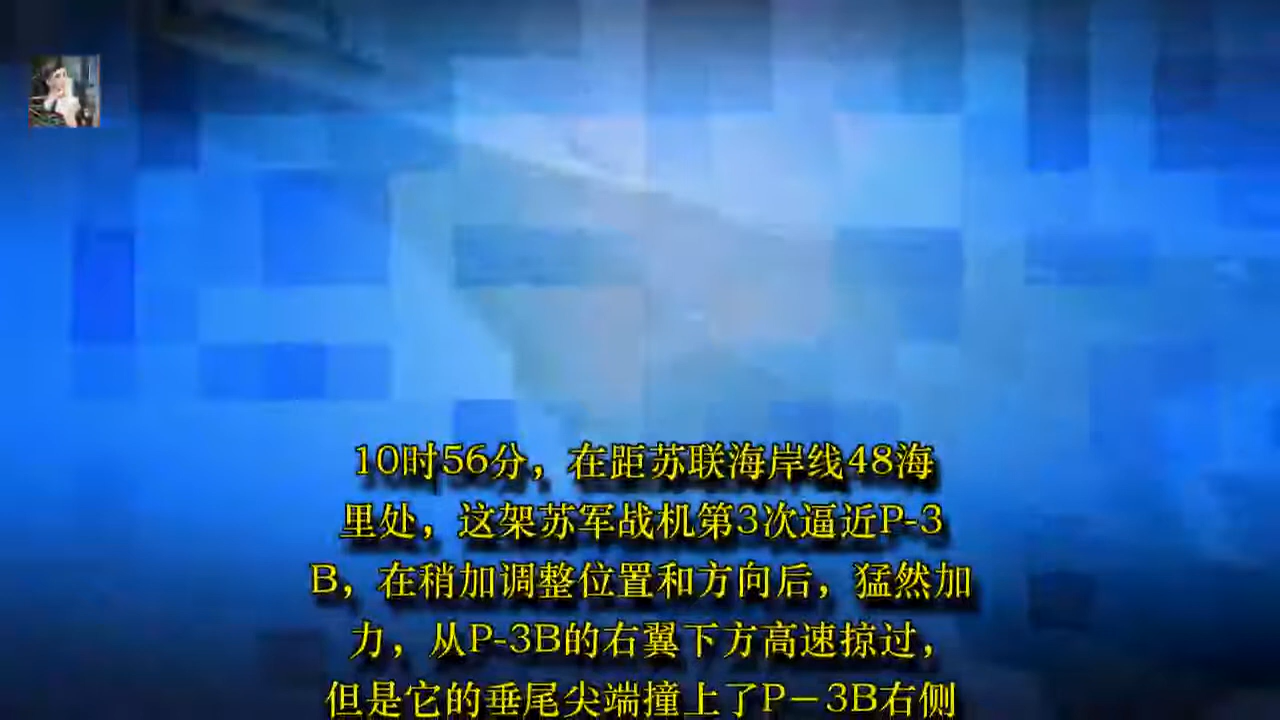 10时56分，在距苏联海岸线48海
里处，这架苏军战机第3次逼近P-3
B，在稍加调整位置和方向后，猛然加
力，从P-3B的右翼下方高速掠过，
但是它的垂尾尖端撞上了P－3B右侧